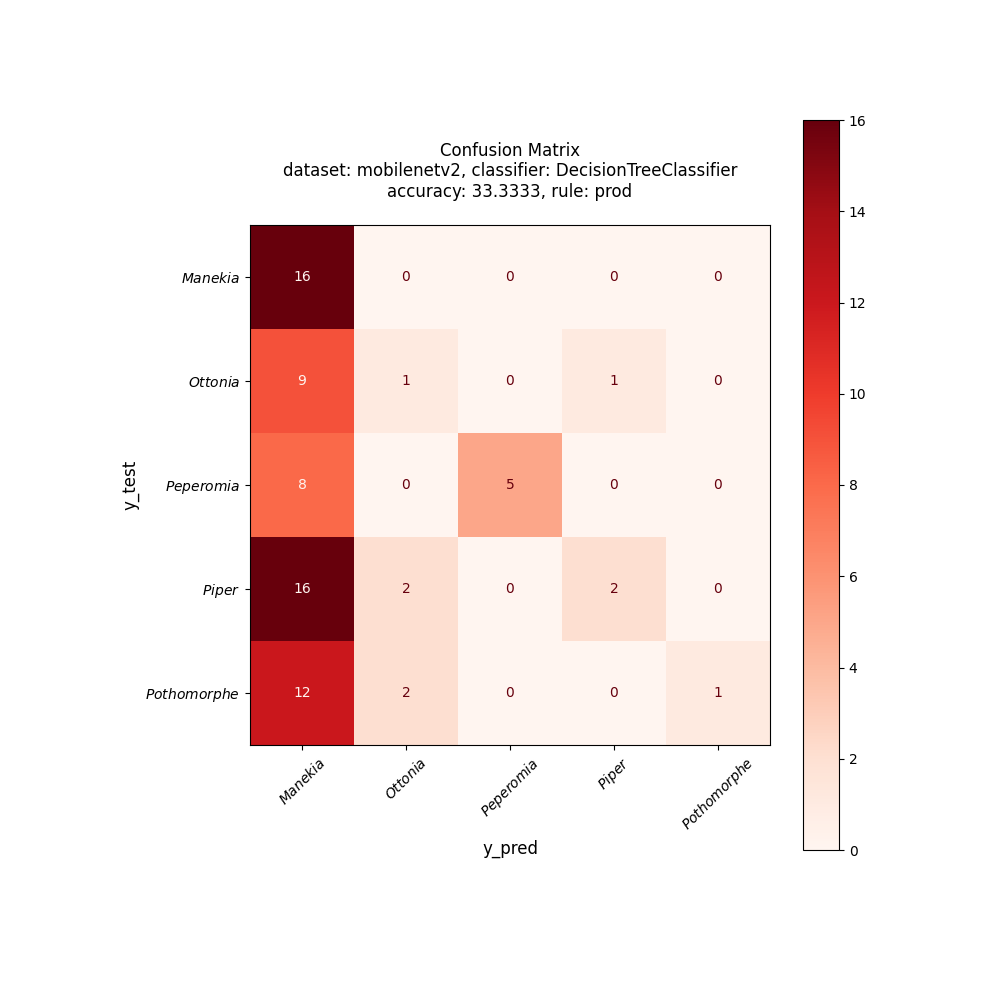 Confusion Matrix
dataset: mobilenetv2, classifier: DecisionTreeClassifier
accuracy: 33.3333, rule: prod
Manekia 16 0 0 0 0
Ottonia 9 1 0 1 0
Peperomia 8 0 5 0 0
Piper 16 2 0 2 0
Pothomorphe 12 2 0 0 1
y_test
Manekia Ottonia Peperomia Piper Pothomorphe
y_pred
16
14
12
10
8
6
4
2
0